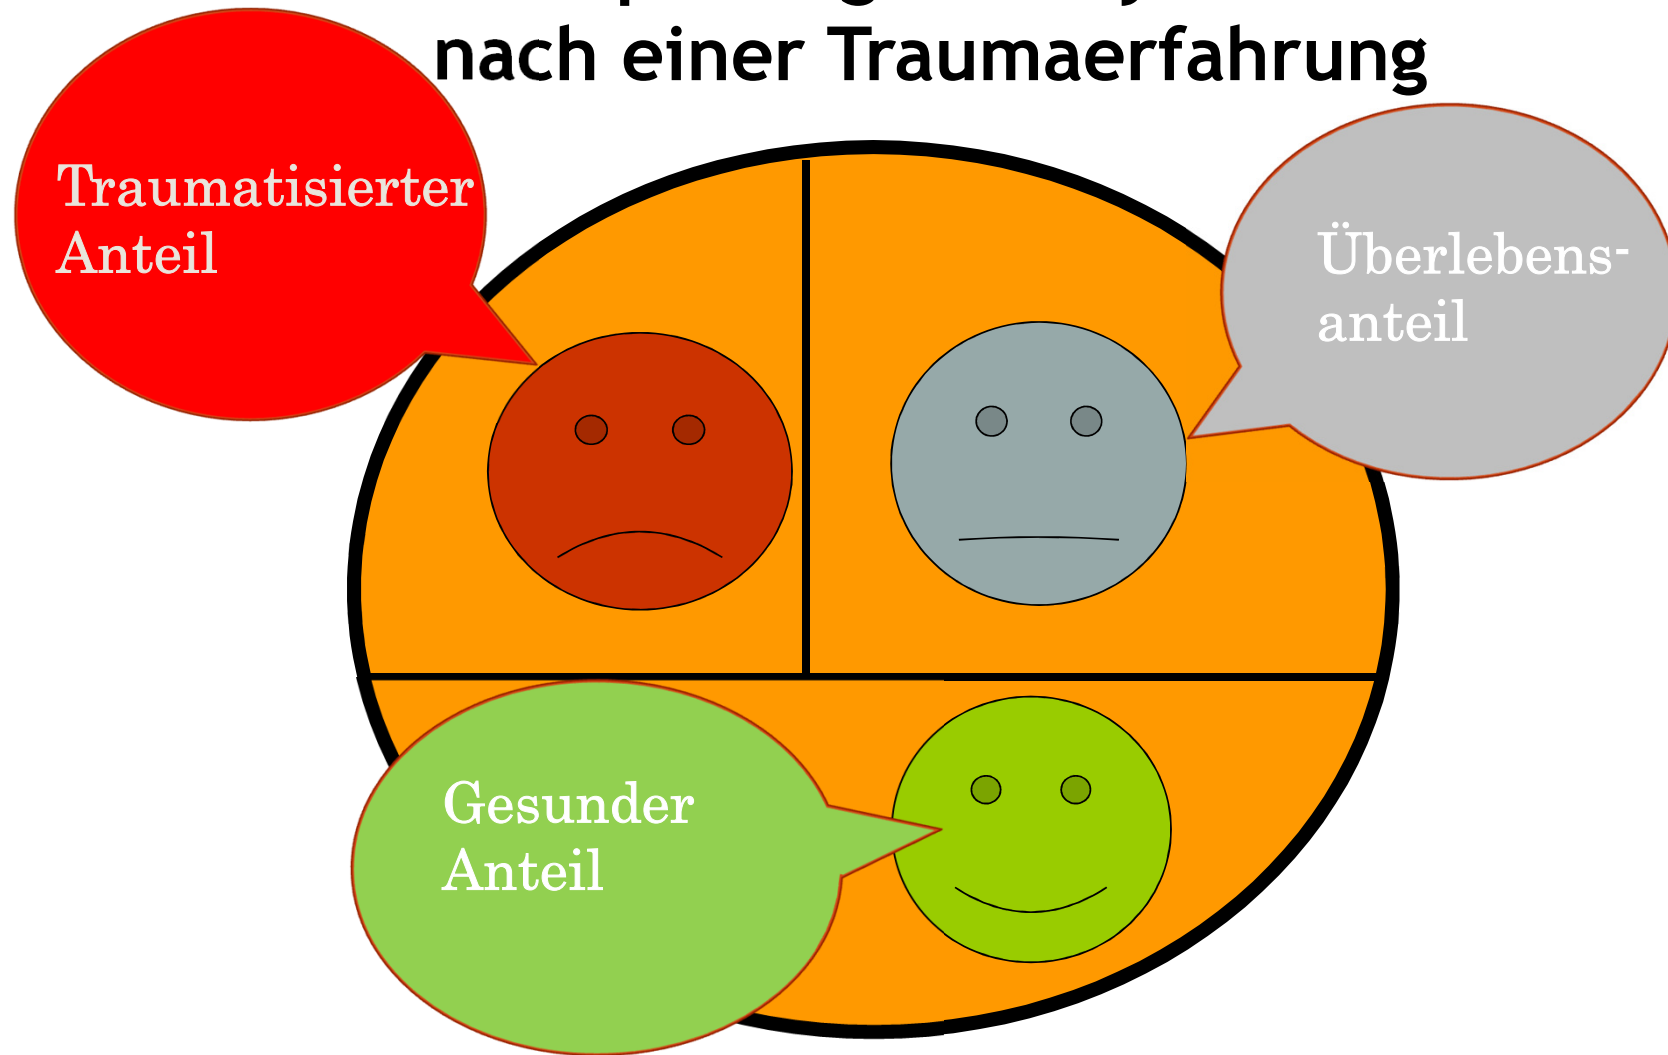 nach einer Traumaerfahrung
Traumatisierter
Anteil
Überlebens-
anteil
Gesunder
Anteil